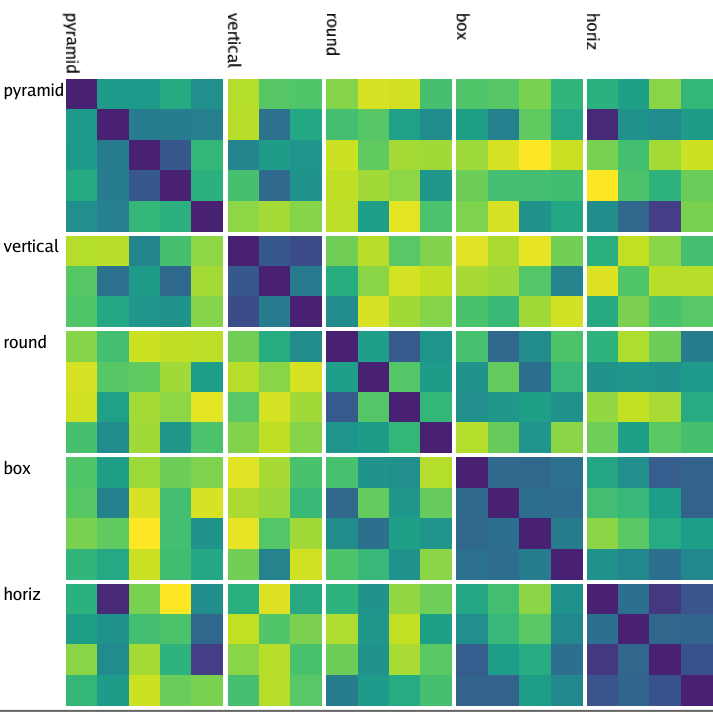 pyramid
vertical
round
box
horiz
pyramid
vertical
round
box
horiz